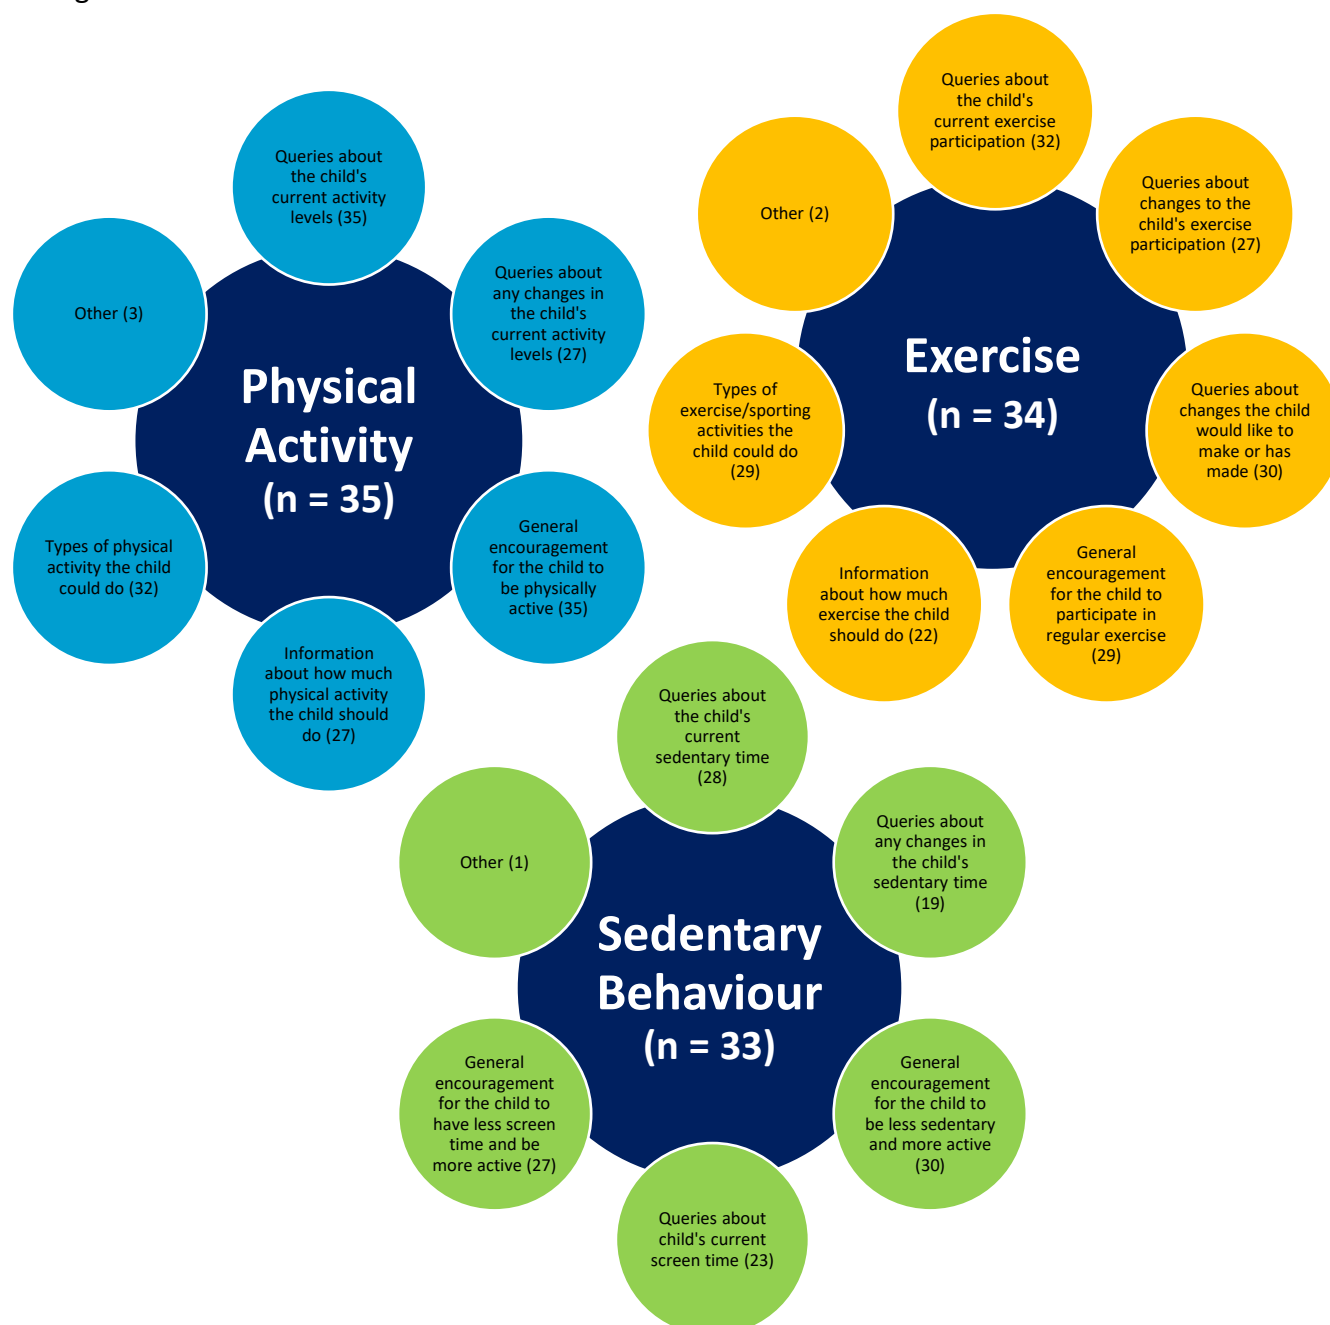 Queries about
the child's
current activity
levels (35)
Queries about
any changes in
the child's
current activity
levels (27)
General
encouragement
for the child to
be physically
active (35)
Information
about how much
physical activity
the child should
do (27)
Types of physical
activity the child
could do (32)
Other (3)
Physical
Activity
(n = 35)
Queries about
the child's
current exercise
participation (32)
Queries about
changes to the
child's exercise
participation (27)
Queries about
changes the child
would like to
make or has
made (30)
General
encouragement
for the child to
participate in
regular exercise
(29)
Information
about how much
exercise the child
should do (22)
Types of
exercise/sporting
activities the
child could do
(29)
Other (2)
Exercise
(n = 34)
Queries about
the child's
current
sedentary time
(28)
Queries about
any changes in
the child's
sedentary time
(19)
General
encouragement
for the child to
be less sedentary
and more active
(30)
Queries about
child's current
screen time (23)
General
encouragement
for the child to
have less screen
time and be
more active (27)
Other (1)
Sedentary
Behaviour
(n = 33)